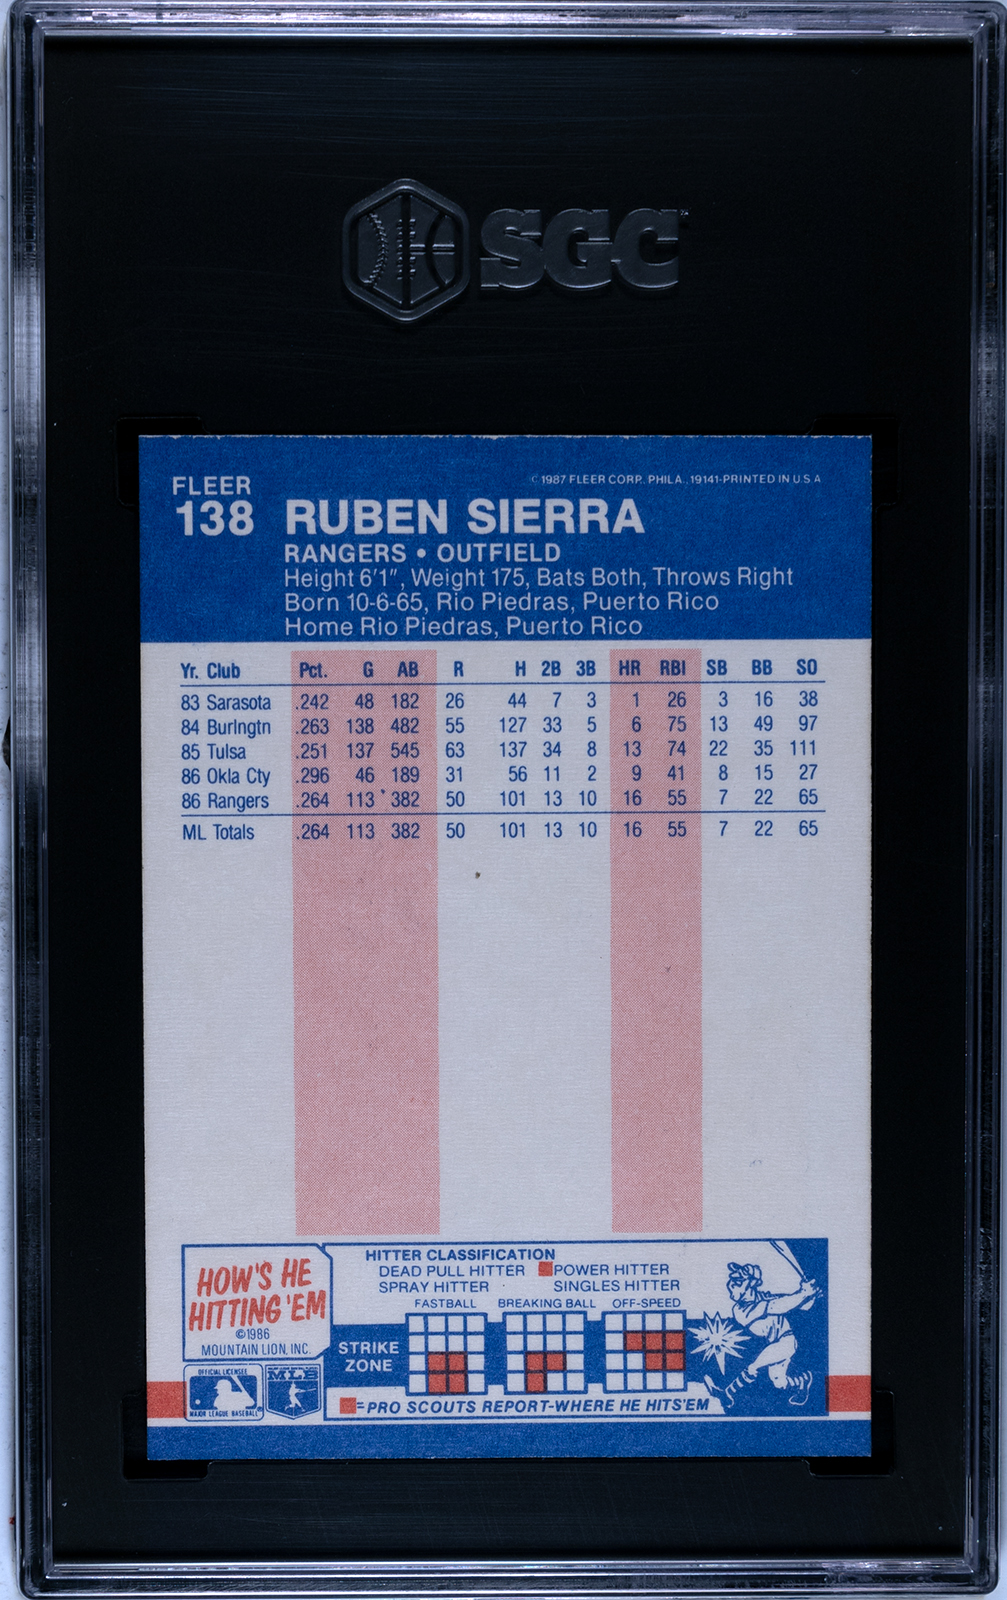 SGC
FLEER
138
© 1987 FLEER CORP. PHILA., 19141-PRINTED IN U.S.A
RUBEN SIERRA
RANGERS • OUTFIELD
Height 6'1", Weight 175, Bats Both, Throws Right
Born 10-6-65, Rio Piedras, Puerto Rico
Home Rio Piedras, Puerto Rico
Yr. Club Pct. G AB R H 2B 3B HR RBI SB BB SO
83 Sarasota .242 48 182 26 44 7 3 1 26 3 16 38
84 Burlngtn .263 138 482 55 127 33 5 6 75 13 49 97
85 Tulsa .251 137 545 63 137 34 8 13 74 22 35 111
86 Okla Cty .296 46 189 31 56 11 2 9 41 8 15 27
86 Rangers .264 113 382 50 101 13 10 16 55 7 22 65
ML Totals .264 113 382 50 101 13 10 16 55 7 22 65
HOW'S HE
HITTING 'EM
©1986
MOUNTAIN LION, INC.
OFFICIAL LICENSEE
MAJOR LEAGUE BASEBALL
MLB
HITTER CLASSIFICATION
DEAD PULL HITTER POWER HITTER
SPRAY HITTER SINGLES HITTER
FASTBALL BREAKING BALL OFF-SPEED
STRIKE
ZONE
=PRO SCOUTS REPORT-WHERE HE HITS'EM